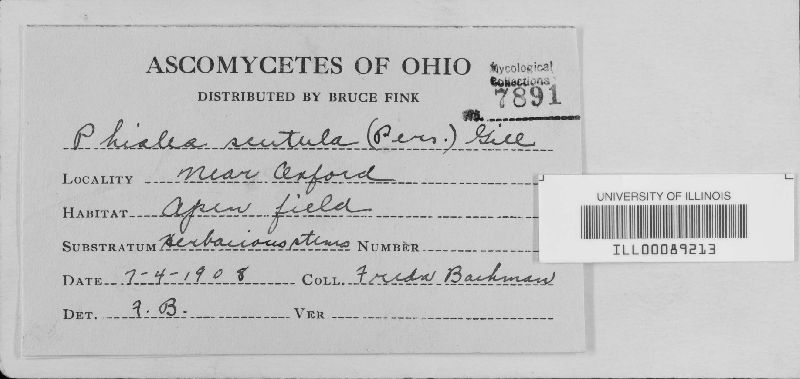 ASCOMYCETES OF OHIO
DISTRIBUTED BY BRUCE FINK
Mycological
Collections
No. 7891
Phialea scutula (Pers.) Gill
LOCALITY near Oxford
HABITAT open field
SUBSTRATUM Herbacious stems NUMBER
DATE 7-4-1908 COLL. Freda Bachman
DET. F. B. VER
UNIVERSITY OF ILLINOIS
ILL00089213